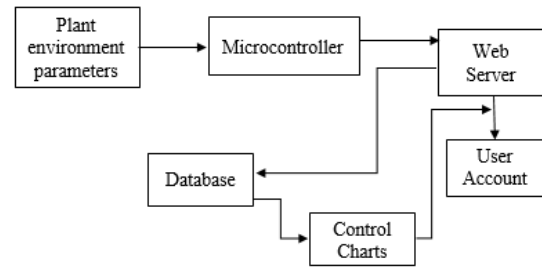 Plant
environment
parameters
Microcontroller
Web
Server
User
Account
Database
Control
Charts